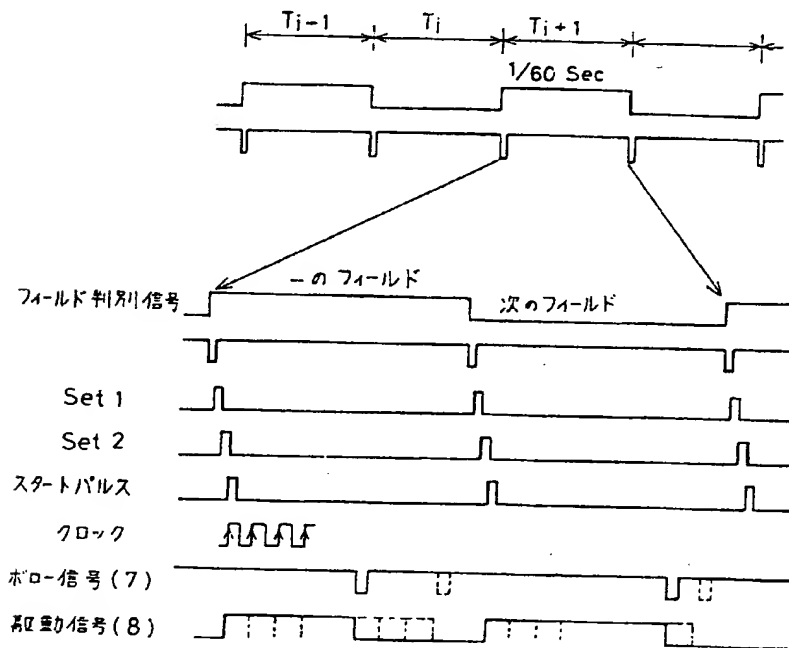 Ti-1 Ti Ti+1
1/60 Sec
一のフィールド
フィールド判別信号 次のフィールド
Set 1
Set 2
スタートパルス
クロック
ボロー信号(7)
駆動信号(8)